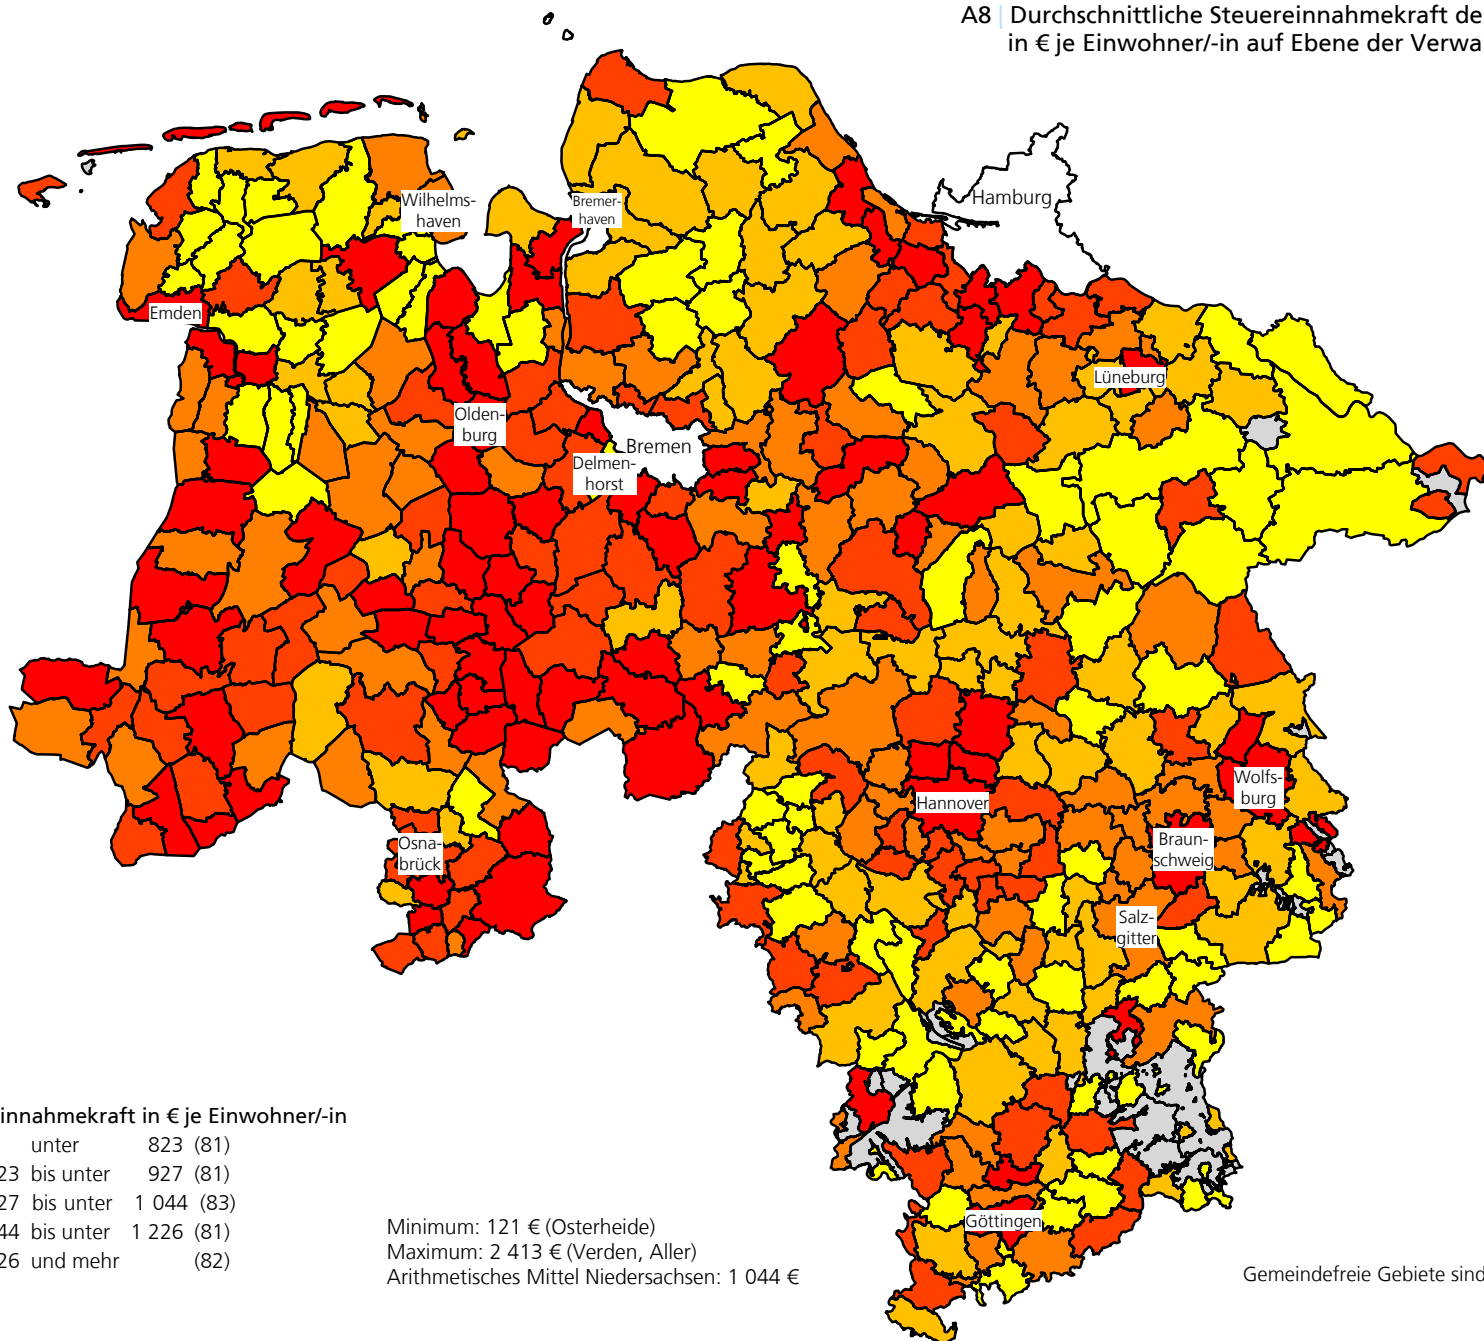 A8 | Durchschnittliche Steuereinnahmekraft de
in € je Einwohner/-in auf Ebene der Verwa
Hamburg
Wilhelms-
haven
Bremer-
haven
Emden
Lüneburg
Olden-
burg
Bremen
Delmen-
horst
Wolfs-
burg
Hannover
Osna-
brück
Braun-
schweig
Salz-
gitter
Göttingen
innahmekraft in € je Einwohner/-in
unter 823 (81)
23 bis unter 927 (81)
27 bis unter 1 044 (83)
44 bis unter 1 226 (81)
26 und mehr (82)
Minimum: 121 € (Osterheide)
Maximum: 2 413 € (Verden, Aller)
Arithmetisches Mittel Niedersachsen: 1 044 €
Gemeindefreie Gebiete sind